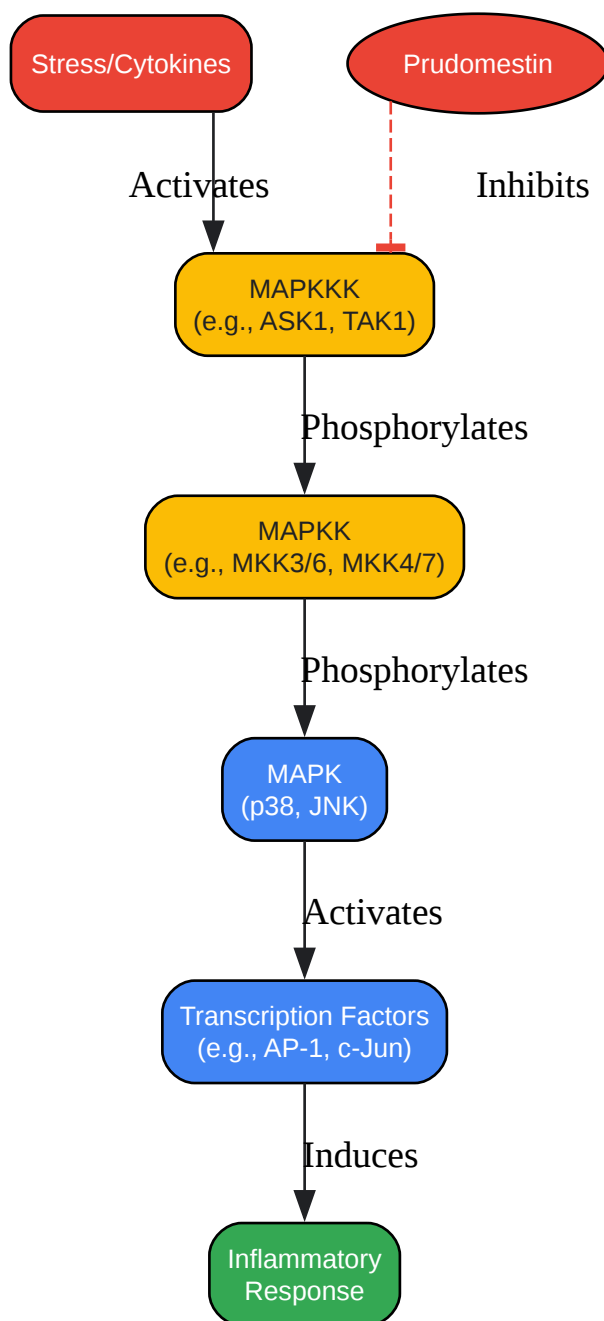 Stress/Cytokines
Prudomestin
Activates
Inhibits
MAPKKK
(e.g., ASK1, TAK1)
Phosphorylates
MAPKK
(e.g., MKK3/6, MKK4/7)
Phosphorylates
MAPK
(p38, JNK)
Activates
Transcription Factors
(e.g., AP-1, c-Jun)
Induces
Inflammatory
Response